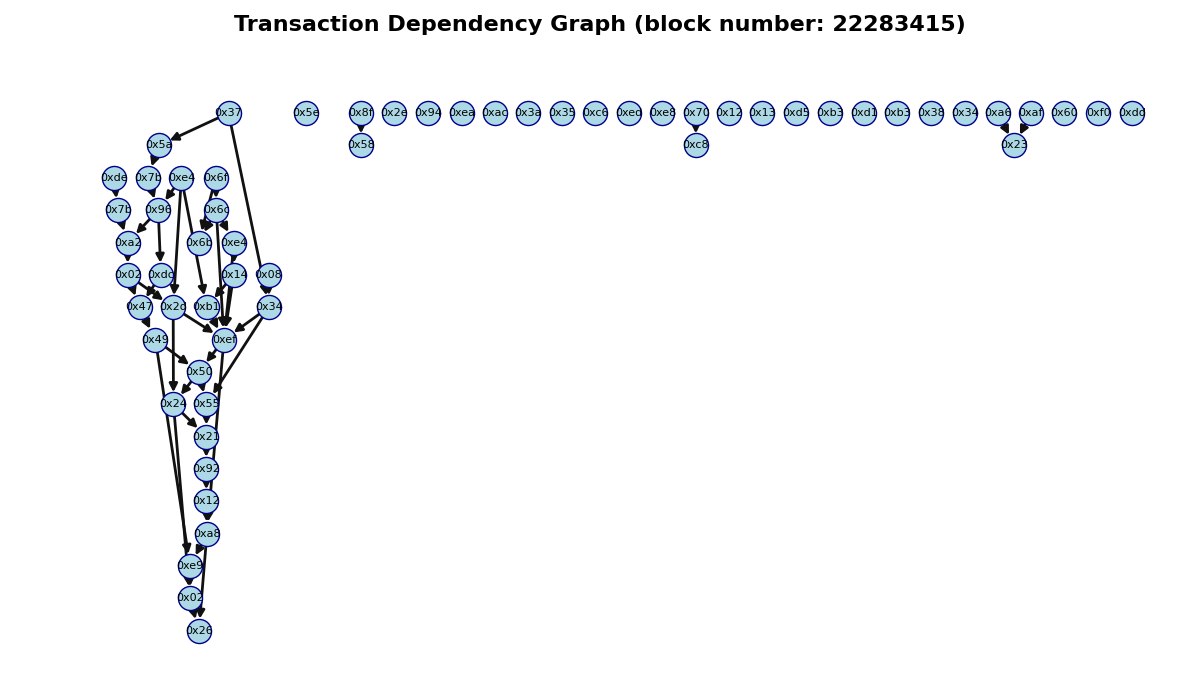 Transaction Dependency Graph (block number: 22283415)
0x37 0x5e 0x8f 0x2e 0x94 0xea 0xac 0x3a 0x35 0xc6 0xed 0xe8 0x70 0x12 0x13 0xd5 0xb3 0xd1 0xb3 0x38 0x34 0xa6 0xaf 0x60 0xf0 0xdc
0x5a 0x58 0xc8 0x23
0xde 0x7b 0xe4 0x6f
0x7b 0x96 0x6c
0xa2 0x6b 0xe4
0x02 0xdc 0x14 0x08
0x47 0x2d 0xb1 0x34
0x49 0xef
0x50
0x24 0x55
0x21
0x92
0x12
0xa8
0xe9
0x02
0x26